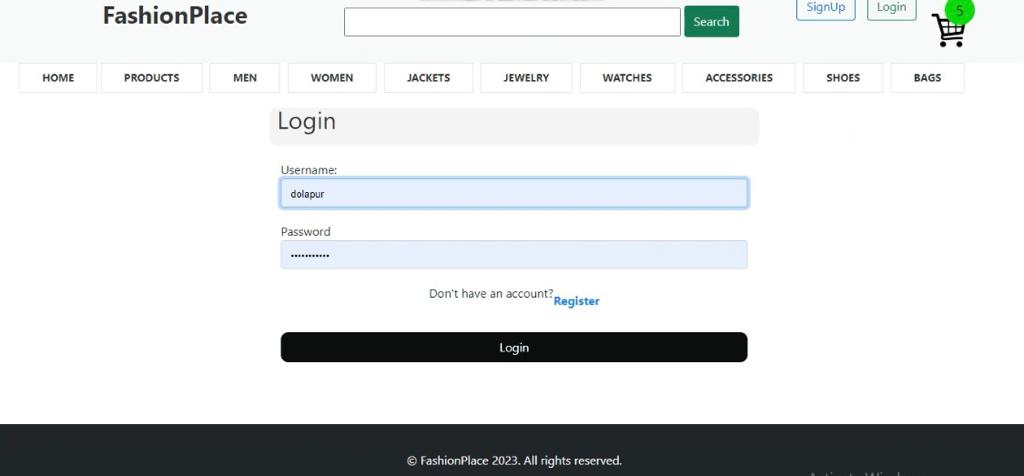 FashionPlace
Search
SignUp
Login
5
HOME PRODUCTS MEN WOMEN JACKETS JEWELRY WATCHES ACCESSORIES SHOES BAGS
Login
Username:
dolapur
Password
•••••••••••
Don't have an account?Register
Login
© FashionPlace 2023. All rights reserved.